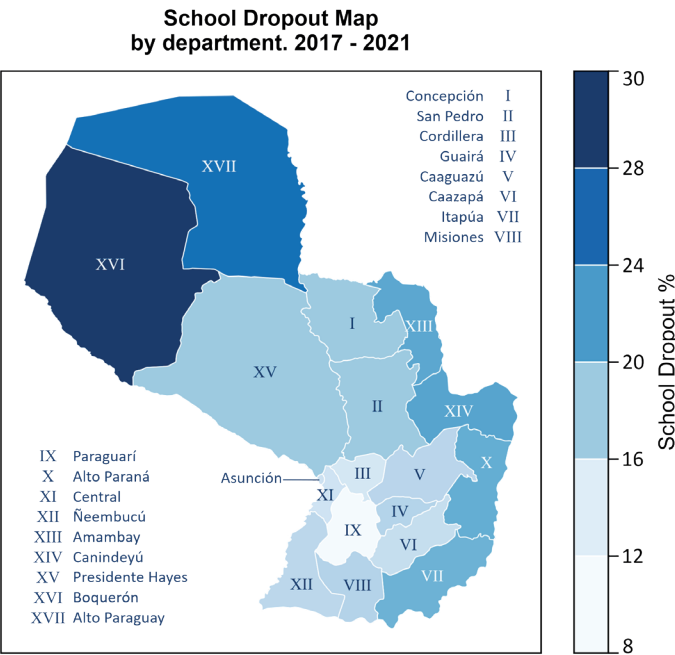 School Dropout Map
by department. 2017 - 2021
Concepción I
San Pedro II
Cordillera III
Guairá IV
Caaguazú V
Caazapá VI
Itapúa VII
Misiones VIII
XVII
XVI
I
XIII
XV
II
XIV
Asunción
III
V
X
XI
IV
IX
VI
XII
VIII
VII
IX Paraguarí
X Alto Paraná
XI Central
XII Ñeembucú
XIII Amambay
XIV Canindeyú
XV Presidente Hayes
XVI Boquerón
XVII Alto Paraguay
30
28
24
20
16
12
8
School Dropout %